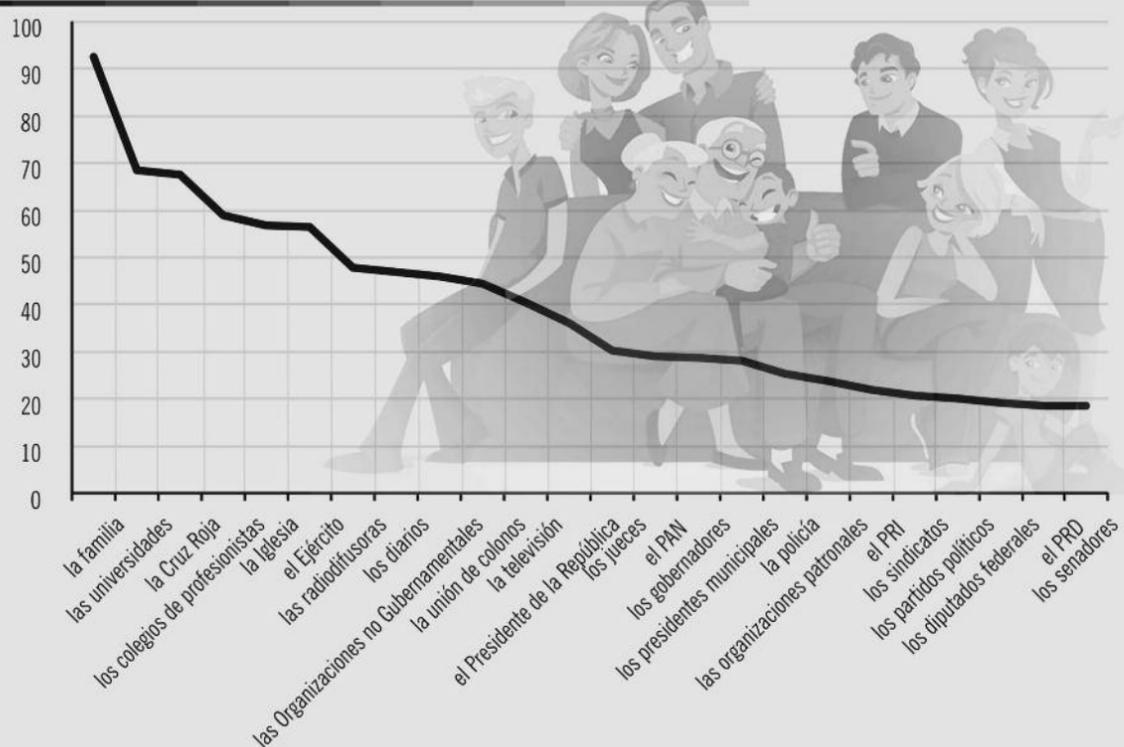 100
90
80
70
60
50
40
30
20
10
0
la familia
las universidades
la Cruz Roja
los colegios de profesionistas
la Iglesia
el Ejército
las radiodifusoras
los diarios
las Organizaciones no Gubernamentales
la unión de colonos
la televisión
el Presidente de la República
los jueces
el PAN
los gobernadores
los presidentes municipales
la policía
las organizaciones patronales
el PRI
los sindicatos
los partidos políticos
los diputados federales
el PRD
los senadores